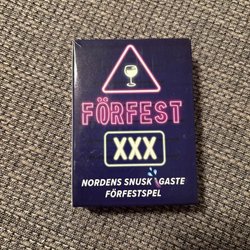 FÖRFEST
XXX
NORDENS SNUSKIGASTE
FÖRFESTSPEL